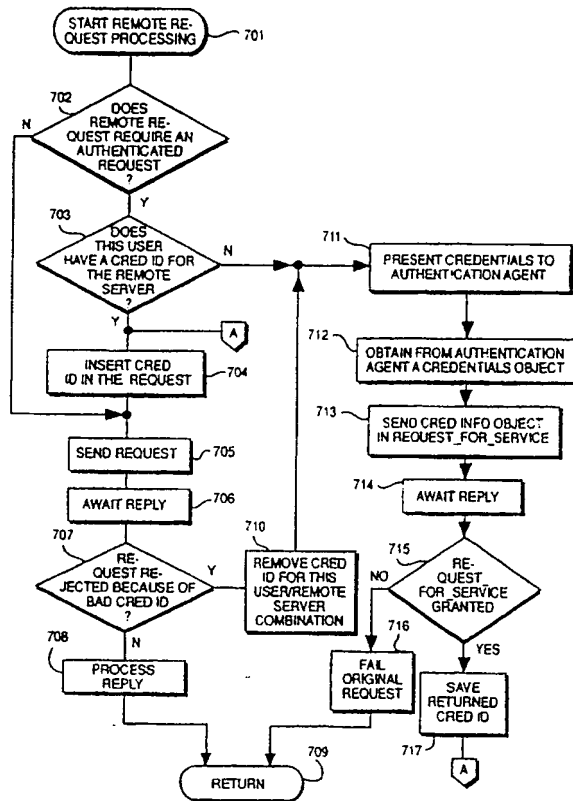 START REMOTE RE-
QUEST PROCESSING
701
702
N
DOES
REMOTE RE-
QUEST REQUIRE AN
AUTHENTICATED
REQUEST
?
Y
703
DOES
THIS USER
HAVE A CRED ID FOR
THE REMOTE
SERVER
?
N
Y
A
INSERT CRED
ID IN THE REQUEST
704
SEND REQUEST
705
AWAIT REPLY
706
707
RE-
QUEST RE-
JECTED BECAUSE OF
BAD CRED ID
?
Y
N
710
REMOVE CRED
ID FOR THIS
USER/REMOTE
SERVER
COMBINATION
708
PROCESS
REPLY
RETURN
709
711
PRESENT CREDENTIALS TO
AUTHENTICATION AGENT
712
OBTAIN FROM AUTHENTICATION
AGENT A CREDENTIALS OBJECT
713
SEND CRED INFO OBJECT
IN REQUEST_FOR_SERVICE
714
AWAIT REPLY
715
RE-
QUEST
FOR_SERVICE
GRANTED
NO
YES
716
FAIL
ORIGINAL
REQUEST
SAVE
RETURNED
CRED ID
717
A